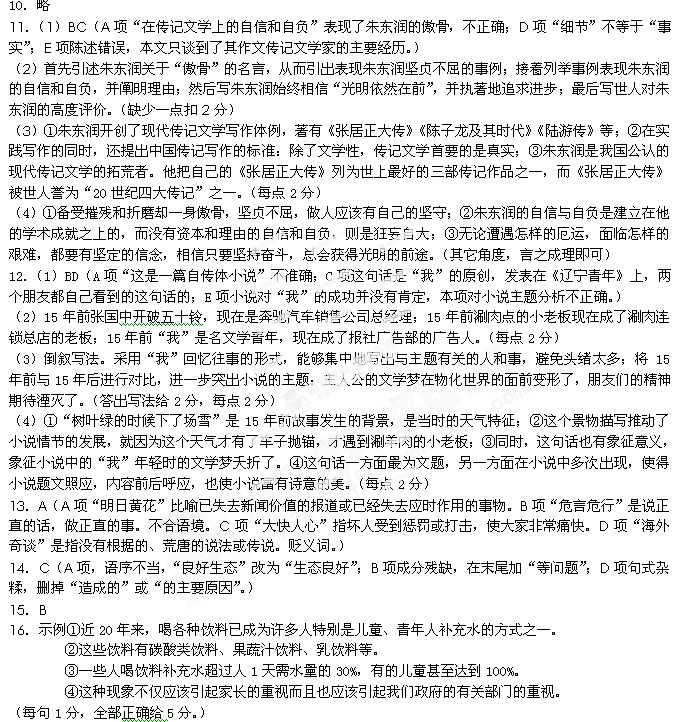 10．略
11．（1）BC（A 项“在传记文学上的自信和自负”表现了朱东润的傲骨，不正确；D 项“细节”不等于“事
实”；E 项陈述错误，本文只谈到了其作文传记文学家的主要经历。）
（2）首先引述朱东润关于“傲骨”的名言，从而引出表现朱东润坚贞不屈的事例；接着列举事例表现朱东润
的自信和自负，并阐明理由；然后写朱东润始终相信“光明依然在前”，并执著地追求进步；最后写世人对朱
东润的高度评价。（缺少一点扣 2 分）
（3）①朱东润开创了现代传记文学写作体例，著有《张居正大传》《陈子龙及其时代》《陆游传》等；②在实
践写作的同时，还提出中国传记写作的标准：除了文学性，传记文学首要的是真实；③朱东润是我国公认的
现代传记文学的拓荒者。他把自己的《张居正大传》列为世上最好的三部传记作品之一，而《张居正大传》
被世人誉为“20 世纪四大传记”之一。（每点 2 分）
（4）①备受摧残和折磨却一身傲骨，坚贞不屈，做人应该有自己的坚守；②朱东润的自信与自负是建立在他
的学术成就之上的，而没有资本和理由的自信和自负，则是狂妄自大；③无论遭遇怎样的厄运，面临怎样的
艰难，都要有坚定的信念，相信只要坚持奋斗，总会获得光明的前途。（其它角度，言之成理即可）
12．（1）BD（A 项“这是一篇自传体小说”不准确；C 项这句话是“我”的原创，发表在《辽宁青年》上，两
个朋友都自己看到的这句话的；E 项小说对“我”的成功并没有肯定，本项对小说主题分析不正确。）
（2）15 年前张国中开破五十铃，现在是奔驰汽车销售公司总经理；15 年前涮肉点的小老板现在成了涮肉连
锁总店的老板；15 年前“我”是名文学青年，现在成了报社广告部的广告人。（每点 2 分）
（3）倒叙写法。采用“我”回忆往事的形式，能够集中地写出与主题有关的人和事，避免头绪太多；将 15
年前与 15 年后进行对比，进一步突出小说的主题，主人公的文学梦在物化世界的面前变形了，朋友们的精神
期待湮灭了。（答出写法给 2 分，每点 2 分）
（4）①“树叶绿的时候下了场雪”是 15 年前故事发生的背景，是当时的天气特征；②这个景物描写推动了
小说情节的发展，就因为这个天气才有了车子抛锚，才遇到涮羊肉的小老板；③同时，这句话也有象征意义，
象征小说中的“我”年轻时的文学梦夭折了。④这句话一方面最为文题，另一方面在小说中多次出现，使得
小说题文照应，内容前后呼应，也使小说富有诗意的美。（每点 2 分）
13．A（A 项“明日黄花”比喻已失去新闻价值的报道或已经失去应时作用的事物。B 项“危言危行”是说正
直的话，做正直的事。不合语境。C 项“大快人心”指坏人受到惩罚或打击，使大家非常痛快。D 项“海外
奇谈”是指没有根据的、荒唐的说法或传说。贬义词。）
14．C（A 项，语序不当，“良好生态”改为“生态良好”；B 项成分残缺，在末尾加“等问题”；D 项句式杂
糅，删掉“造成的”或“的主要原因”。）
15．B
16．示例①近 20 年来，喝各种饮料已成为许多人特别是儿童、青年人补充水的方式之一。
②这些饮料有碳酸类饮料、果蔬汁饮料、乳饮料等。
③一些人喝饮料补充水超过人 1 天需水量的 30%，有的儿童甚至达到 100%。
④这种现象不仅应该引起家长的重视而且也应该引起我们政府的有关部门的重视。
（每句 1 分，全部正确给 5 分。）